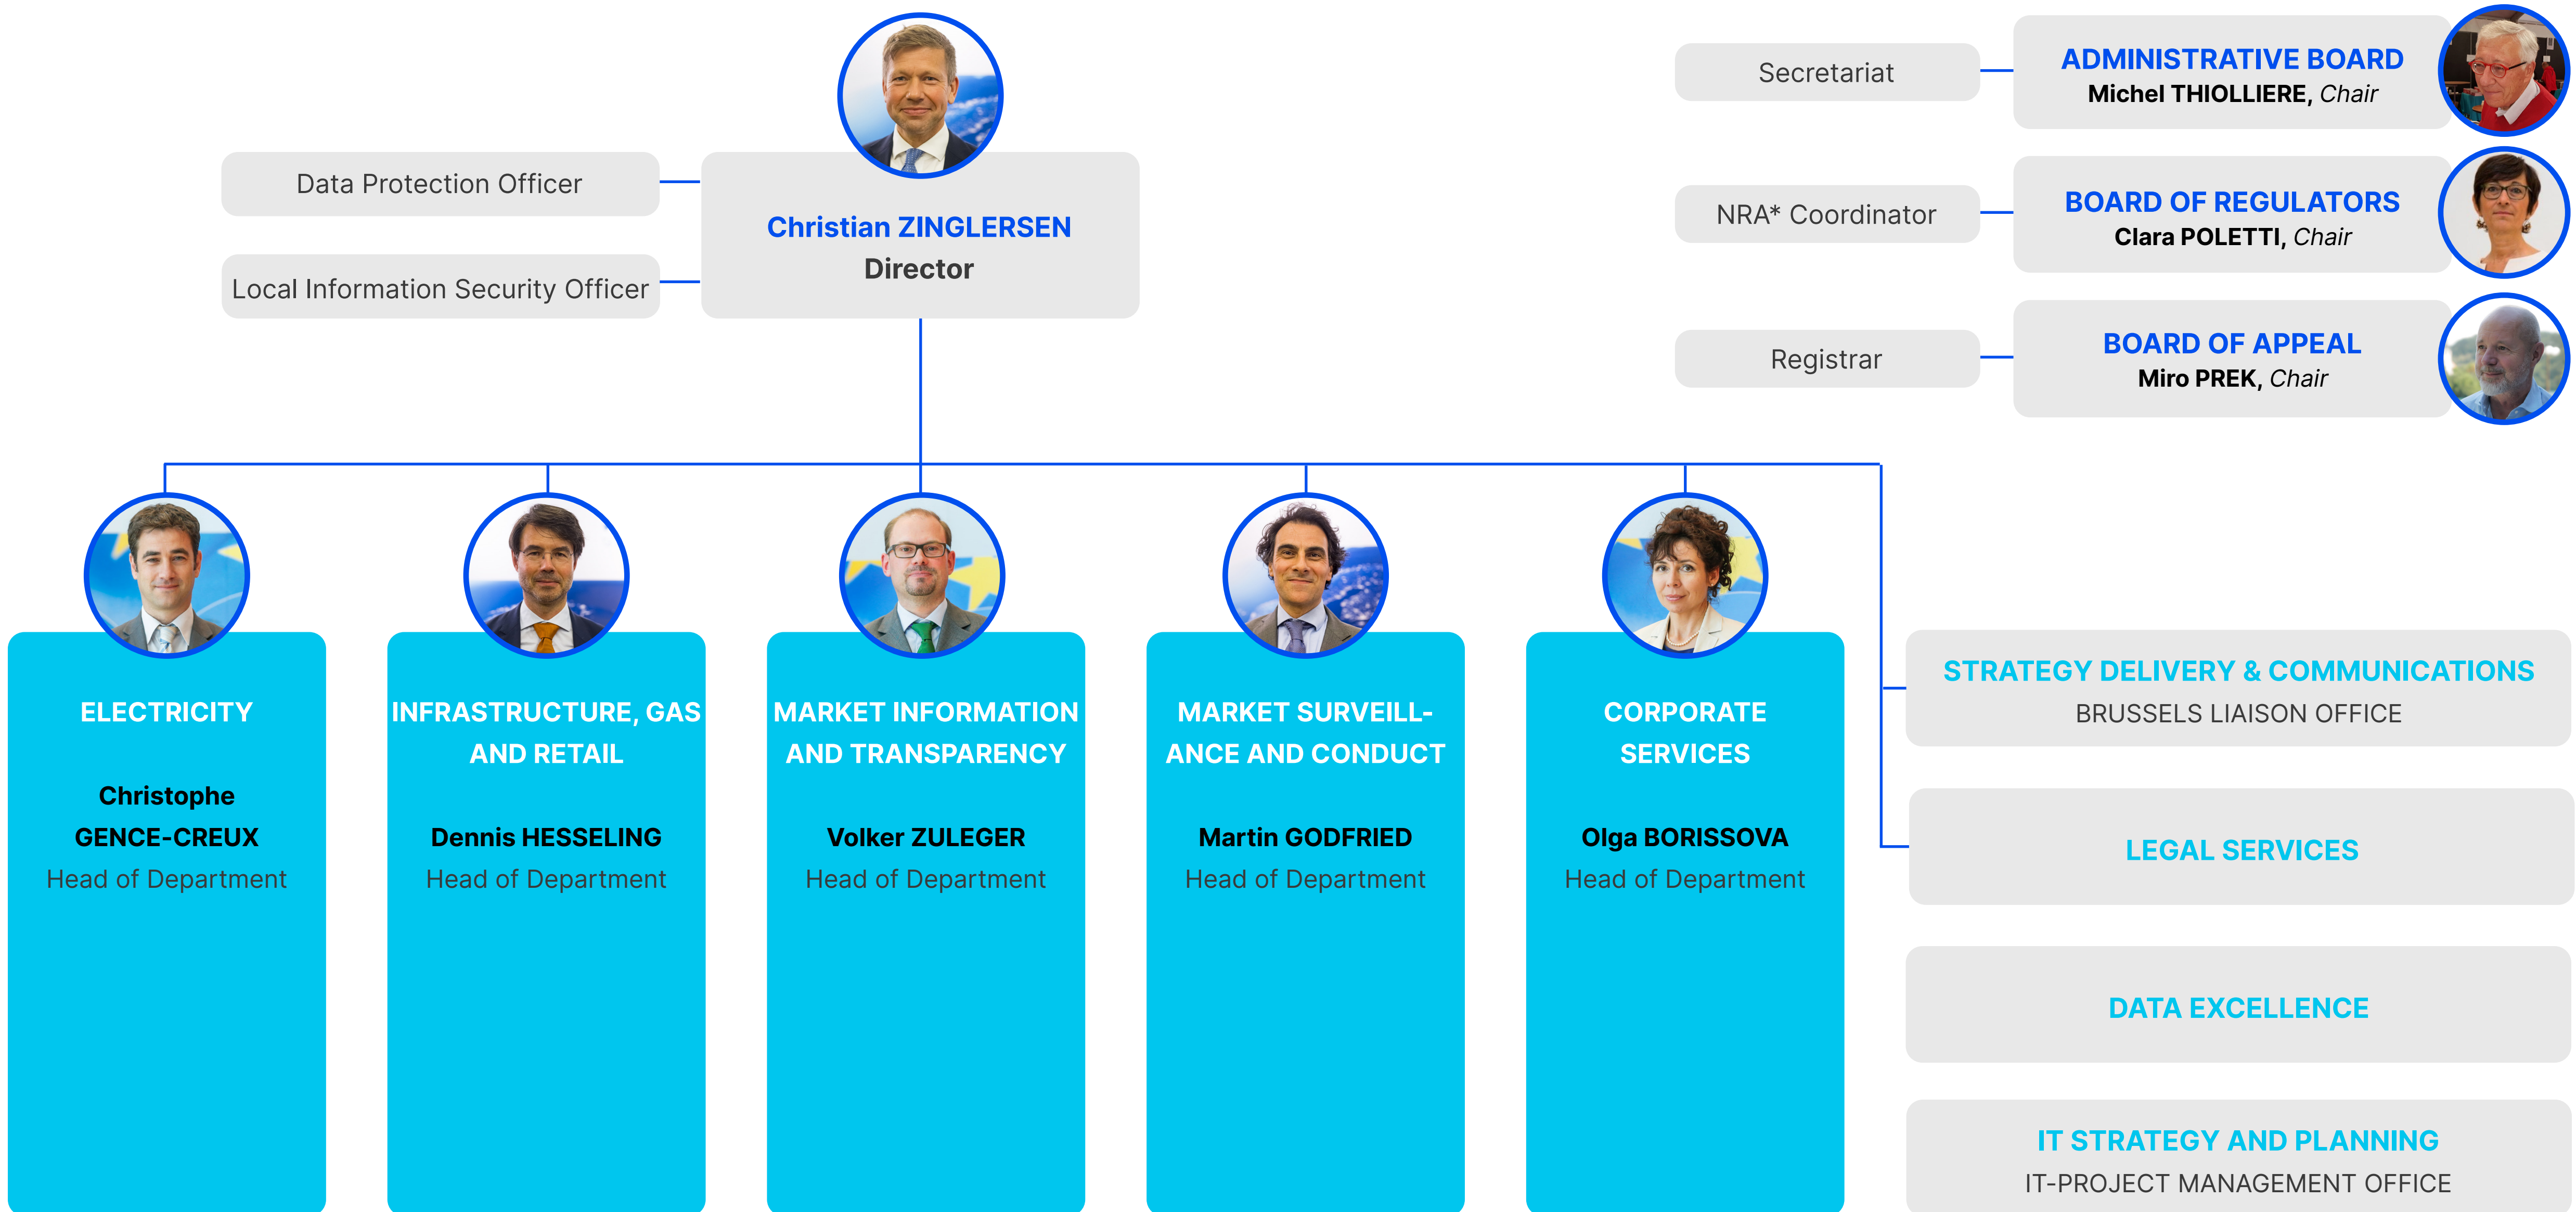 Secretariat
ADMINISTRATIVE BOARD
Michel THIOLLIERE, Chair
NRA* Coordinator
BOARD OF REGULATORS
Clara POLETTI, Chair
Registrar
BOARD OF APPEAL
Miro PREK, Chair
Data Protection Officer
Local Information Security Officer
Christian ZINGLERSEN
Director
ELECTRICITY
Christophe
GENCE-CREUX
Head of Department
INFRASTRUCTURE, GAS
AND RETAIL
Dennis HESSELING
Head of Department
MARKET INFORMATION
AND TRANSPARENCY
Volker ZULEGER
Head of Department
MARKET SURVEILL-
ANCE AND CONDUCT
Martin GODFRIED
Head of Department
CORPORATE
SERVICES
Olga BORISSOVA
Head of Department
STRATEGY DELIVERY & COMMUNICATIONS
BRUSSELS LIAISON OFFICE
LEGAL SERVICES
DATA EXCELLENCE
IT STRATEGY AND PLANNING
IT-PROJECT MANAGEMENT OFFICE